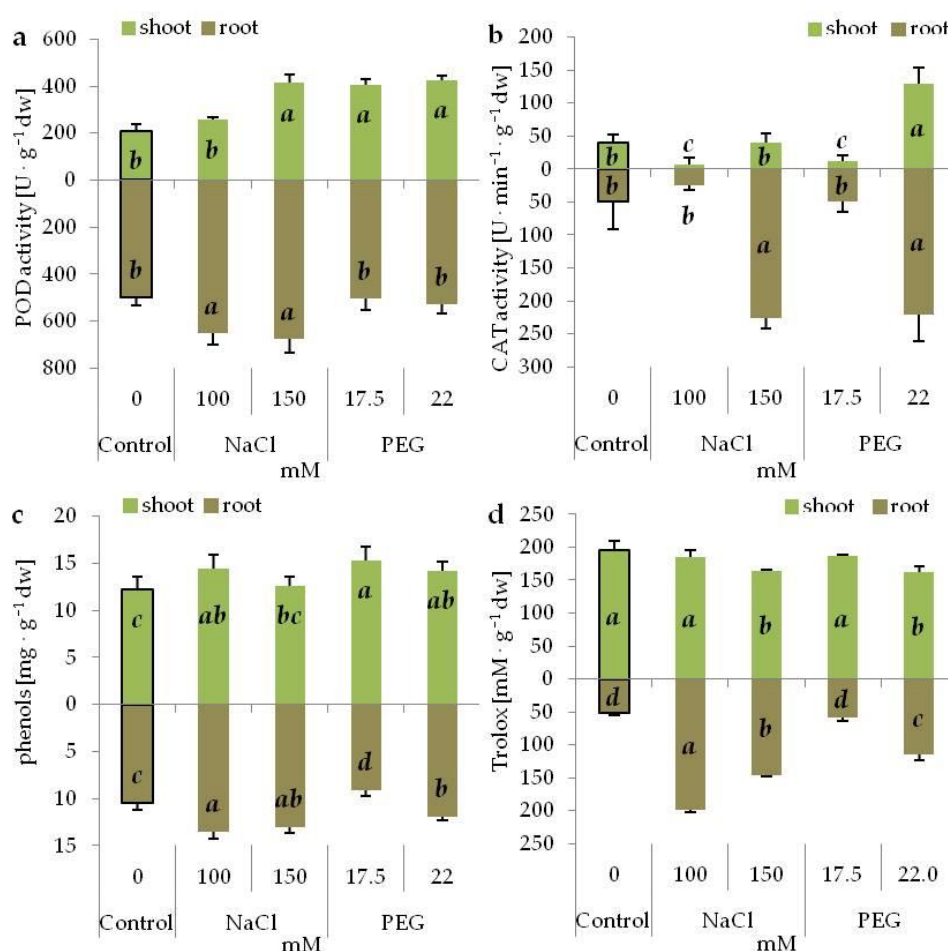 a
shoot root
POD activity [U · g⁻¹ dw]
600
400
200
0
200
400
600
800
b b a a a
b a a b b
0 100 150 17.5 22
Control NaCl PEG
mM
b
shoot root
CAT activity [U · min⁻¹ · g⁻¹ dw]
200
150
100
50
0
50
100
150
200
250
300
b c b c a
b b a b a
0 100 150 17.5 22
Control NaCl PEG
mM
c
shoot root
phenols [mg · g⁻¹ dw]
20
15
10
5
0
5
10
15
c ab bc a ab
c a ab d b
0 100 150 17.5 22
Control NaCl PEG
mM
d
shoot root
Trolox [mM · g⁻¹ dw]
250
200
150
100
50
0
50
100
150
200
250
a a b a b
d a b d c
0 100 150 17.5 22.0
Control NaCl PEG
mM